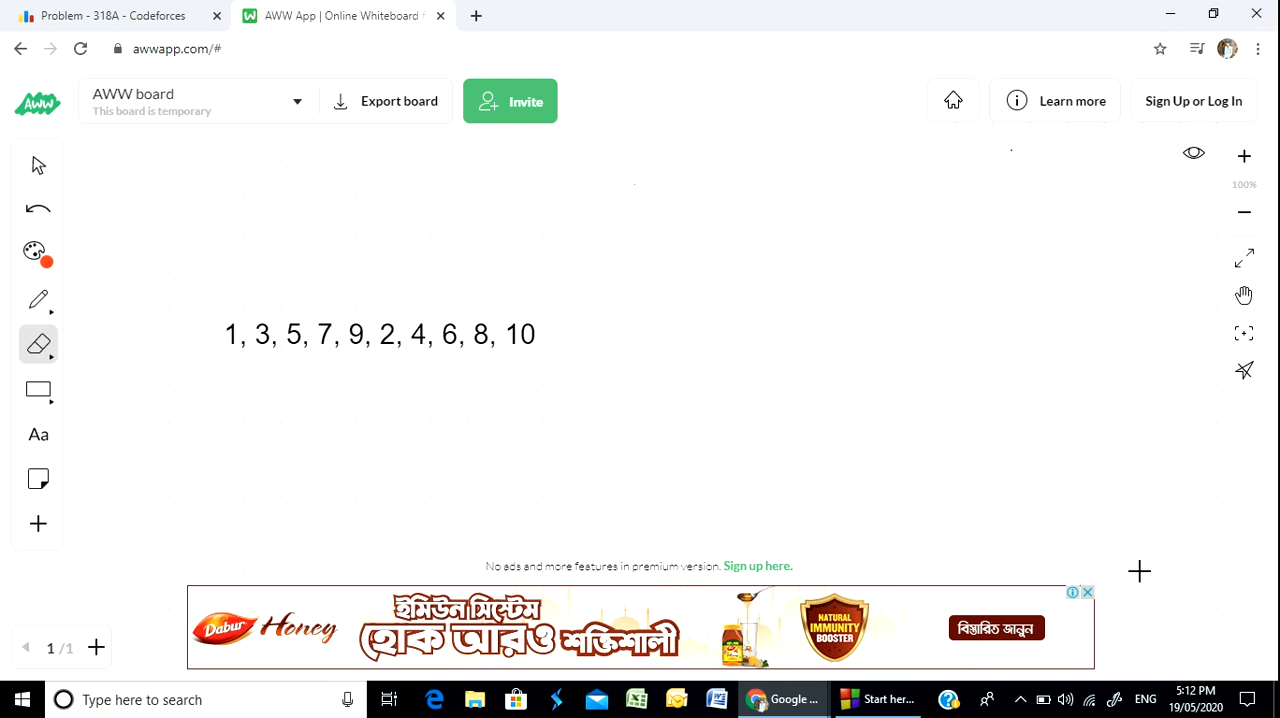 Problem - 318A - Codeforces
AWW App | Online Whiteboard f
awwapp.com/#
AWW
AWW board
This board is temporary
Export board
Invite
Learn more
Sign Up or Log In
100%
1, 3, 5, 7, 9, 2, 4, 6, 8, 10
Aa
No ads and more features in premium version. Sign up here.
Dabur Honey
ইমিউন সিস্টেম
হোক আরও শক্তিশালী
NATURAL
IMMUNITY
BOOSTER
বিস্তারিত জানুন
1 /1
Type here to search
Google ...
Start her...
ENG
5:12 PM
19/05/2020